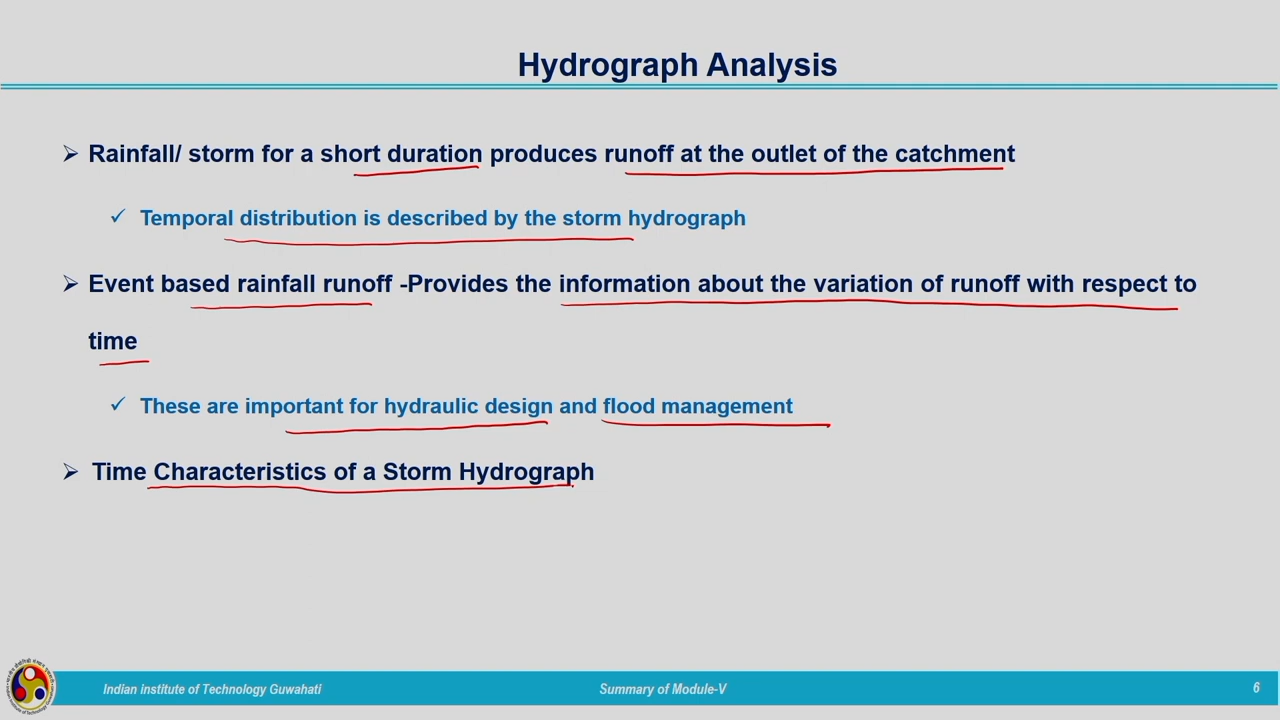 Hydrograph Analysis
Rainfall/ storm for a short duration produces runoff at the outlet of the catchment
Temporal distribution is described by the storm hydrograph
Event based rainfall runoff -Provides the information about the variation of runoff with respect to
time
These are important for hydraulic design and flood management
Time Characteristics of a Storm Hydrograph
Indian institute of Technology Guwahati
Summary of Module-V
6